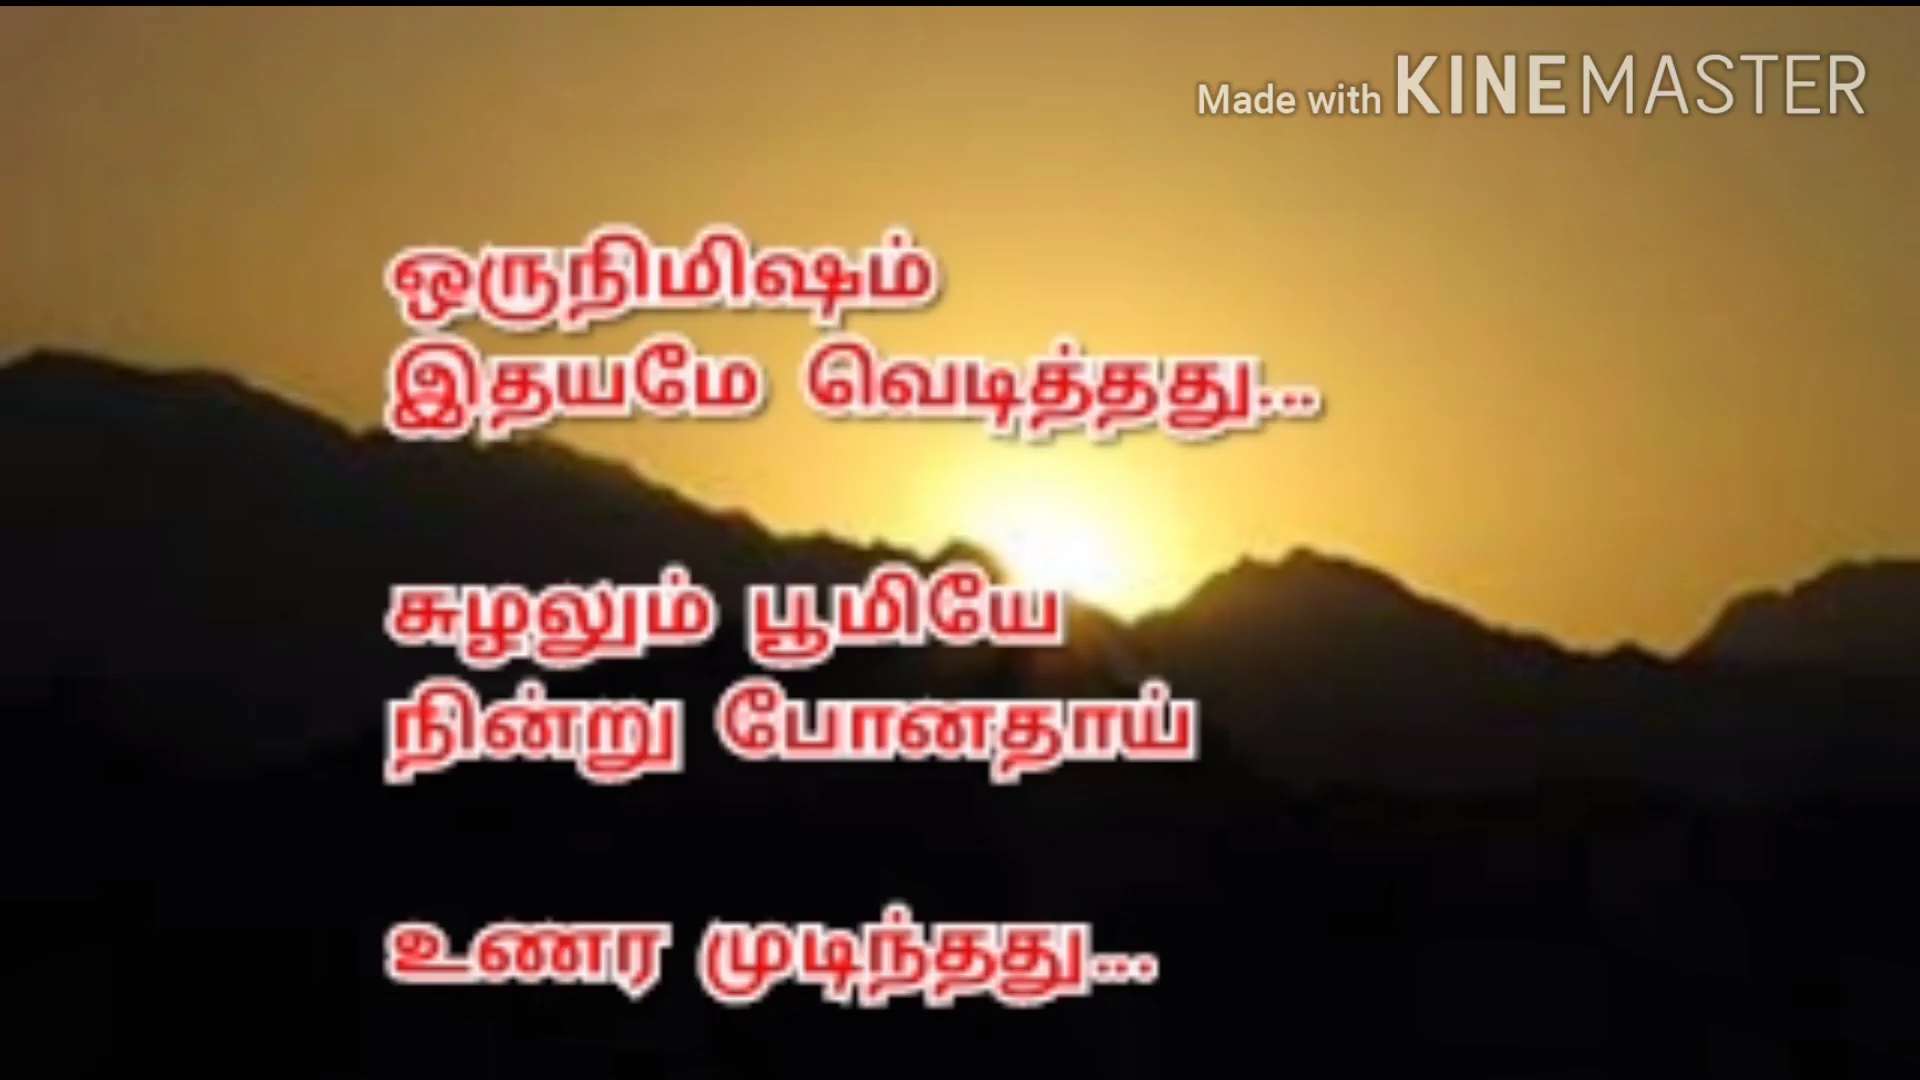 Made with KINEMASTER
ஒருநிமிஷம்
இதயமே வெடித்தது...
சுழலும் பூமியே
நின்று போனதாய்
உணர முடிந்தது...